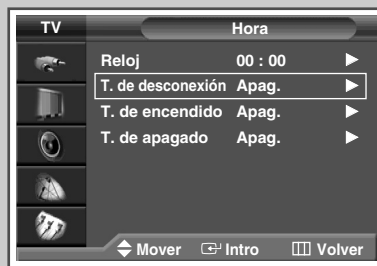 TV Hora
Reloj 00 : 00
T. de desconexión Apag.
T. de encendido Apag.
T. de apagado Apag.
Mover Intro Volver